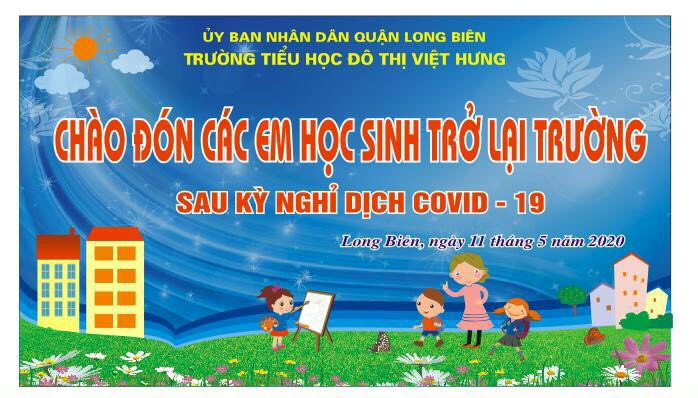 ỦY BAN NHÂN DÂN QUẬN LONG BIÊN
TRƯỜNG TIỂU HỌC ĐÔ THỊ VIỆT HƯNG
CHÀO ĐÓN CÁC EM HỌC SINH TRỞ LẠI TRƯỜNG
SAU KỲ NGHỈ DỊCH COVID - 19
Long Biên, ngày 11 tháng 5 năm 2020